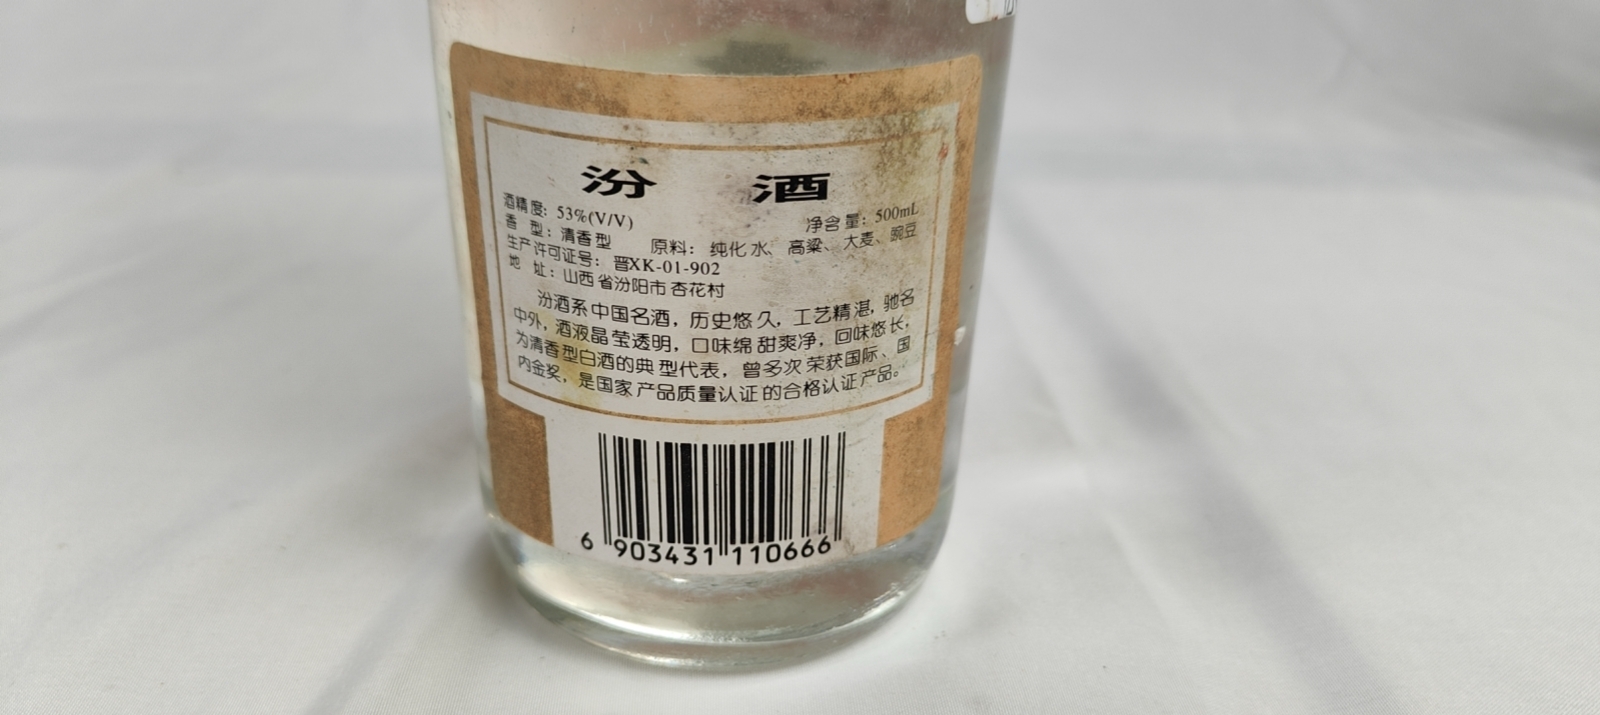 汾 酒
酒精度: 53%(V/V) 净含量: 500mL
香 型: 清香型 原料: 纯化水、高粱、大麦、豌豆
生产许可证号: 晋XK-01-902
地 址: 山西省汾阳市杏花村
汾酒系中国名酒,历史悠久,工艺精湛,驰名
中外,酒液晶莹透明,口味绵甜爽净,回味悠长,
为清香型白酒的典型代表,曾多次荣获国际、国
内金奖,是国家产品质量认证的合格认证产品。
6 903431 110666